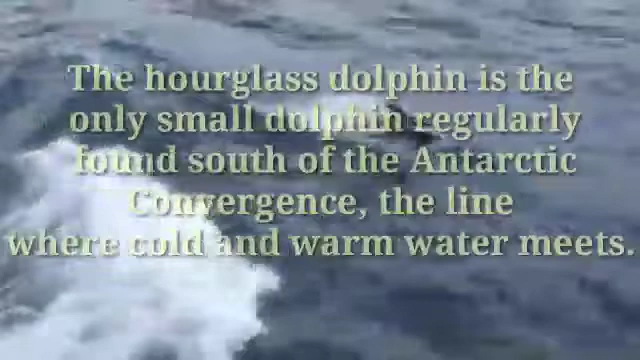 The hourglass dolphin is the
only small dolphin regularly
found south of the Antarctic
Convergence, the line
where cold and warm water meets.